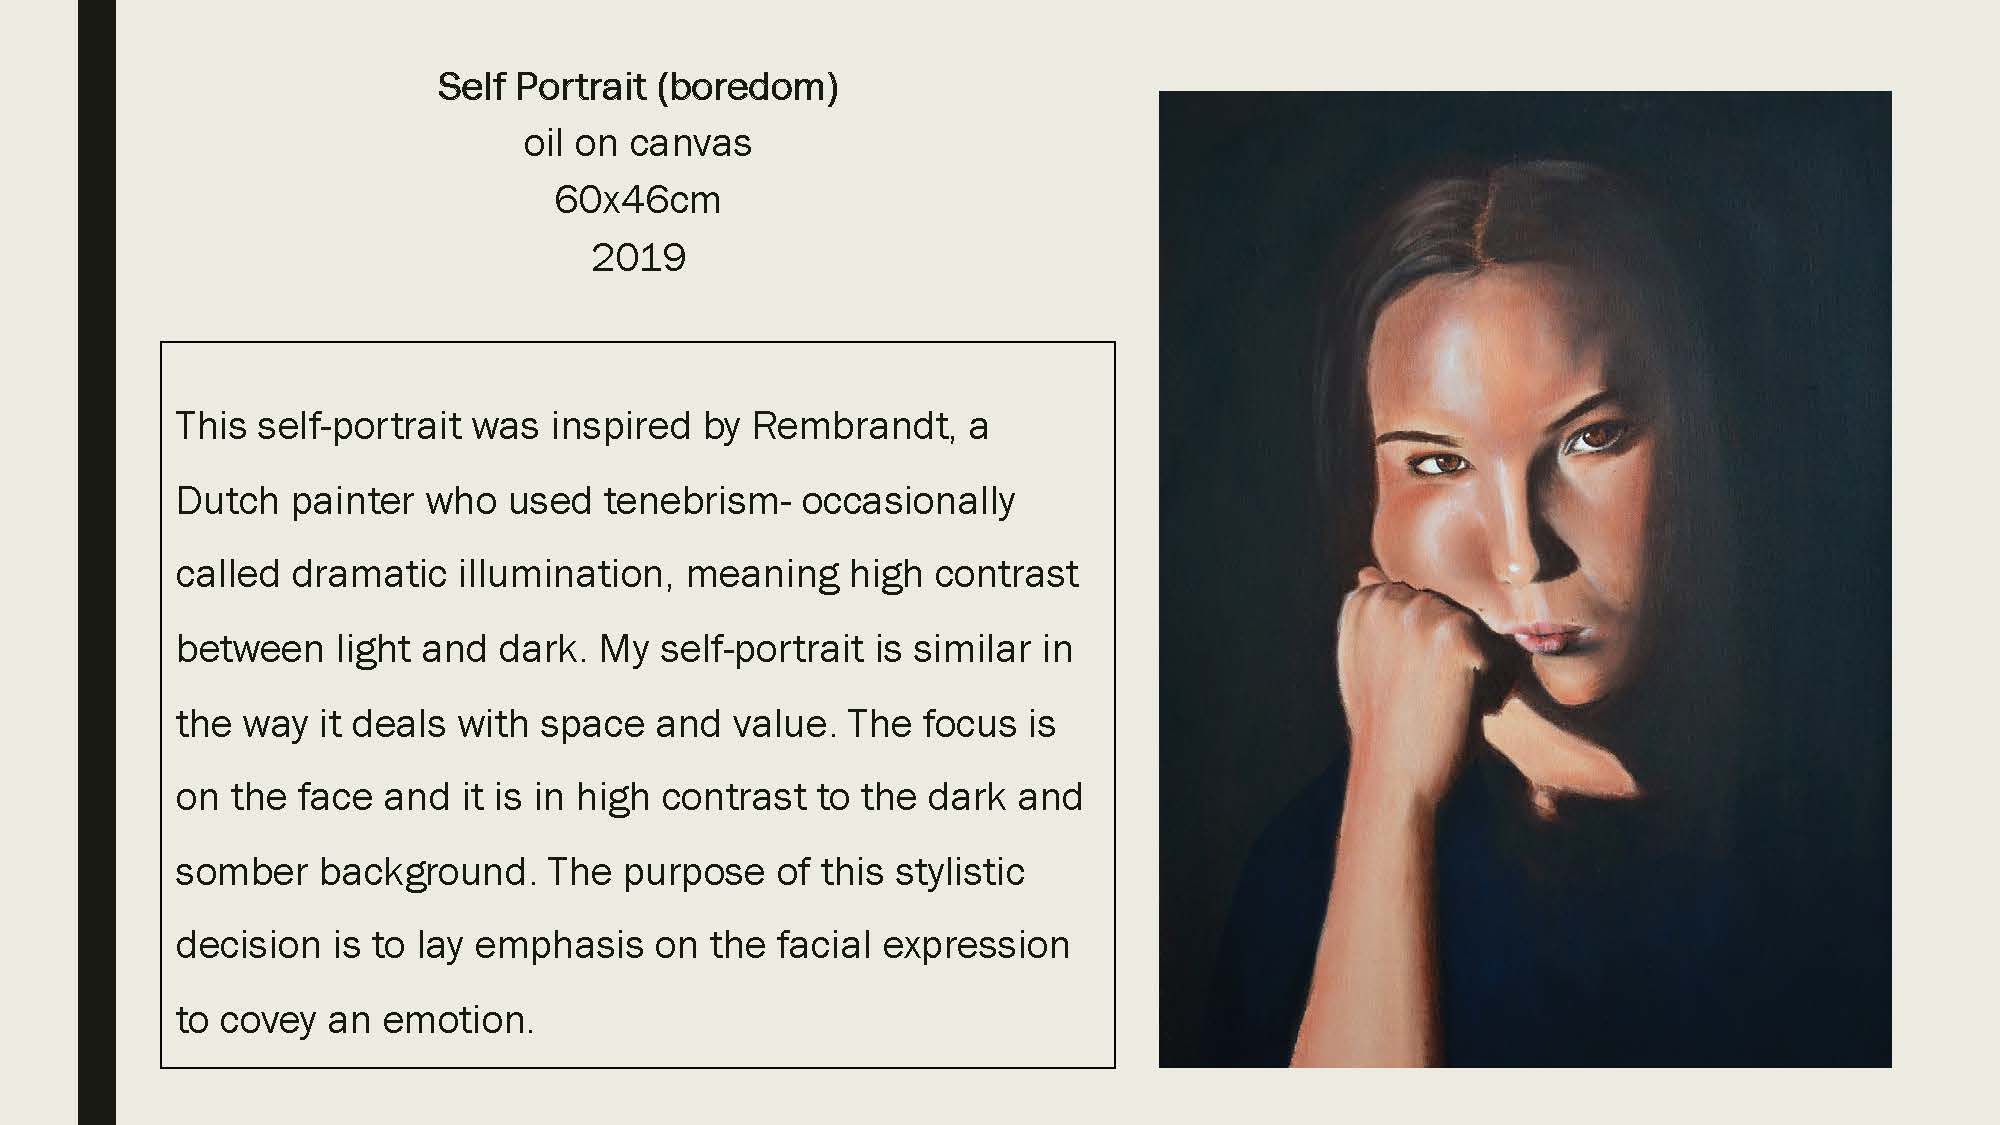 Self Portrait (boredom)
oil on canvas
60x46cm
2019
This self-portrait was inspired by Rembrandt, a
Dutch painter who used tenebrism- occasionally
called dramatic illumination, meaning high contrast
between light and dark. My self-portrait is similar in
the way it deals with space and value. The focus is
on the face and it is in high contrast to the dark and
somber background. The purpose of this stylistic
decision is to lay emphasis on the facial expression
to covey an emotion.